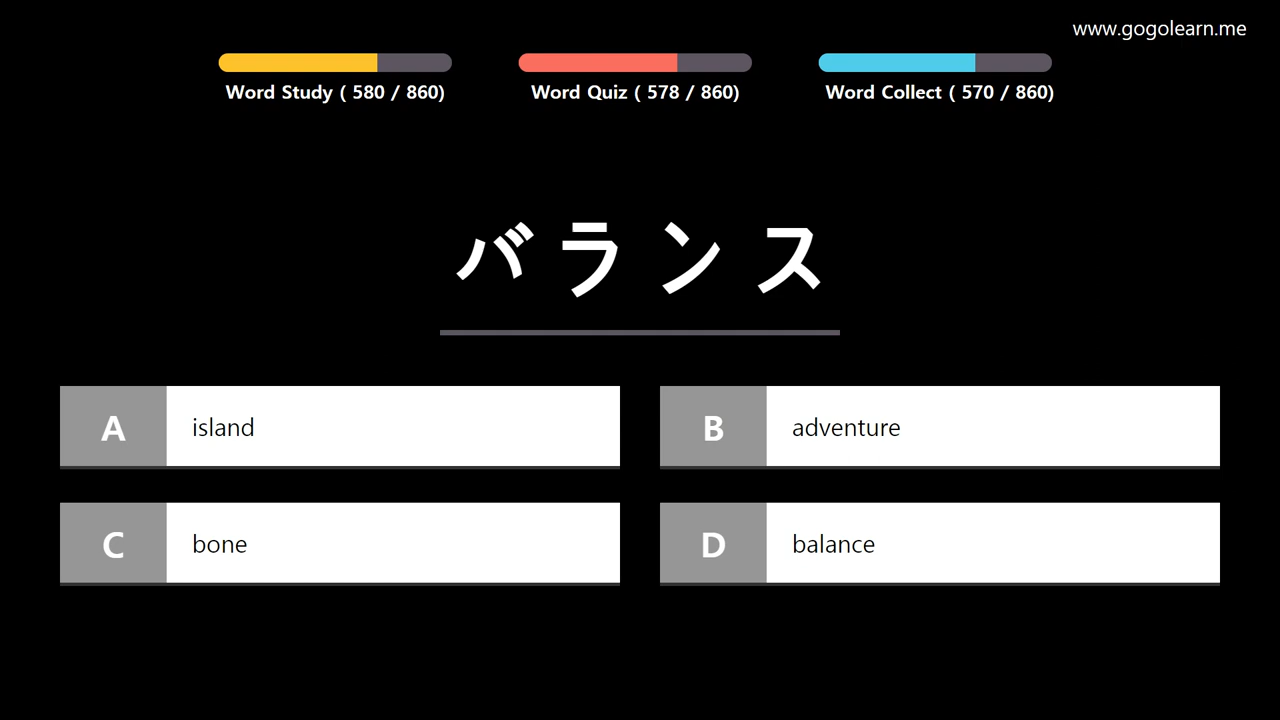 www.gogolearn.me
Word Study ( 580 / 860)
Word Quiz ( 578 / 860)
Word Collect ( 570 / 860)
バランス
A island
B adventure
C bone
D balance